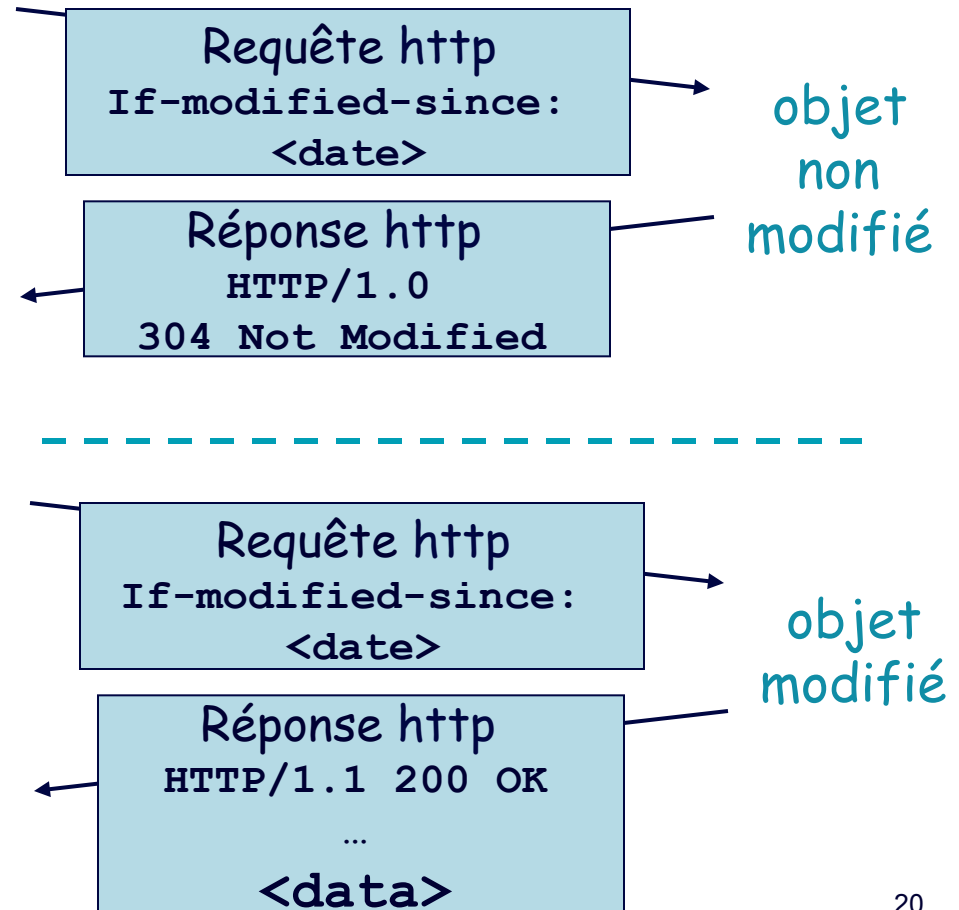 Requête http
If-modified-since:
<date>
objet
non
modifié
Réponse http
HTTP/1.0
304 Not Modified
Requête http
If-modified-since:
<date>
objet
modifié
Réponse http
HTTP/1.1 200 OK
…
<data>
20